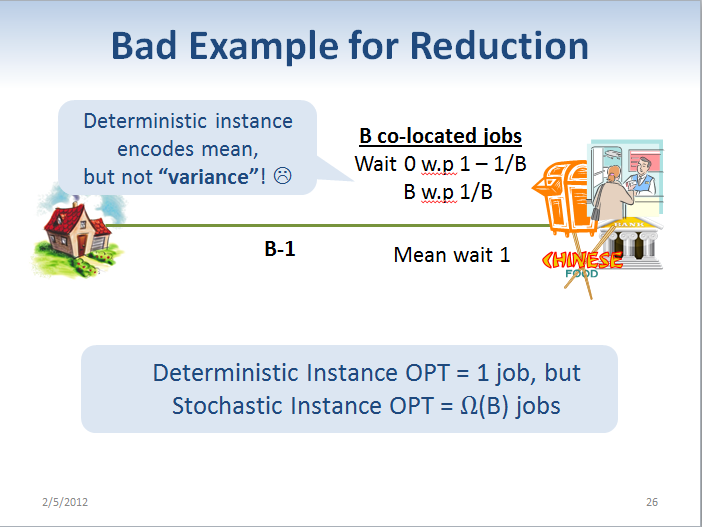 Bad Example for Reduction
Deterministic instance
encodes mean,
but not “variance”! ☹
B co-located jobs
Wait 0 w.p 1 – 1/B
B w.p 1/B
BANK
B-1
Mean wait 1
CHINESE
FOOD
Deterministic Instance OPT = 1 job, but
Stochastic Instance OPT = Ω(B) jobs
2/5/2012
26